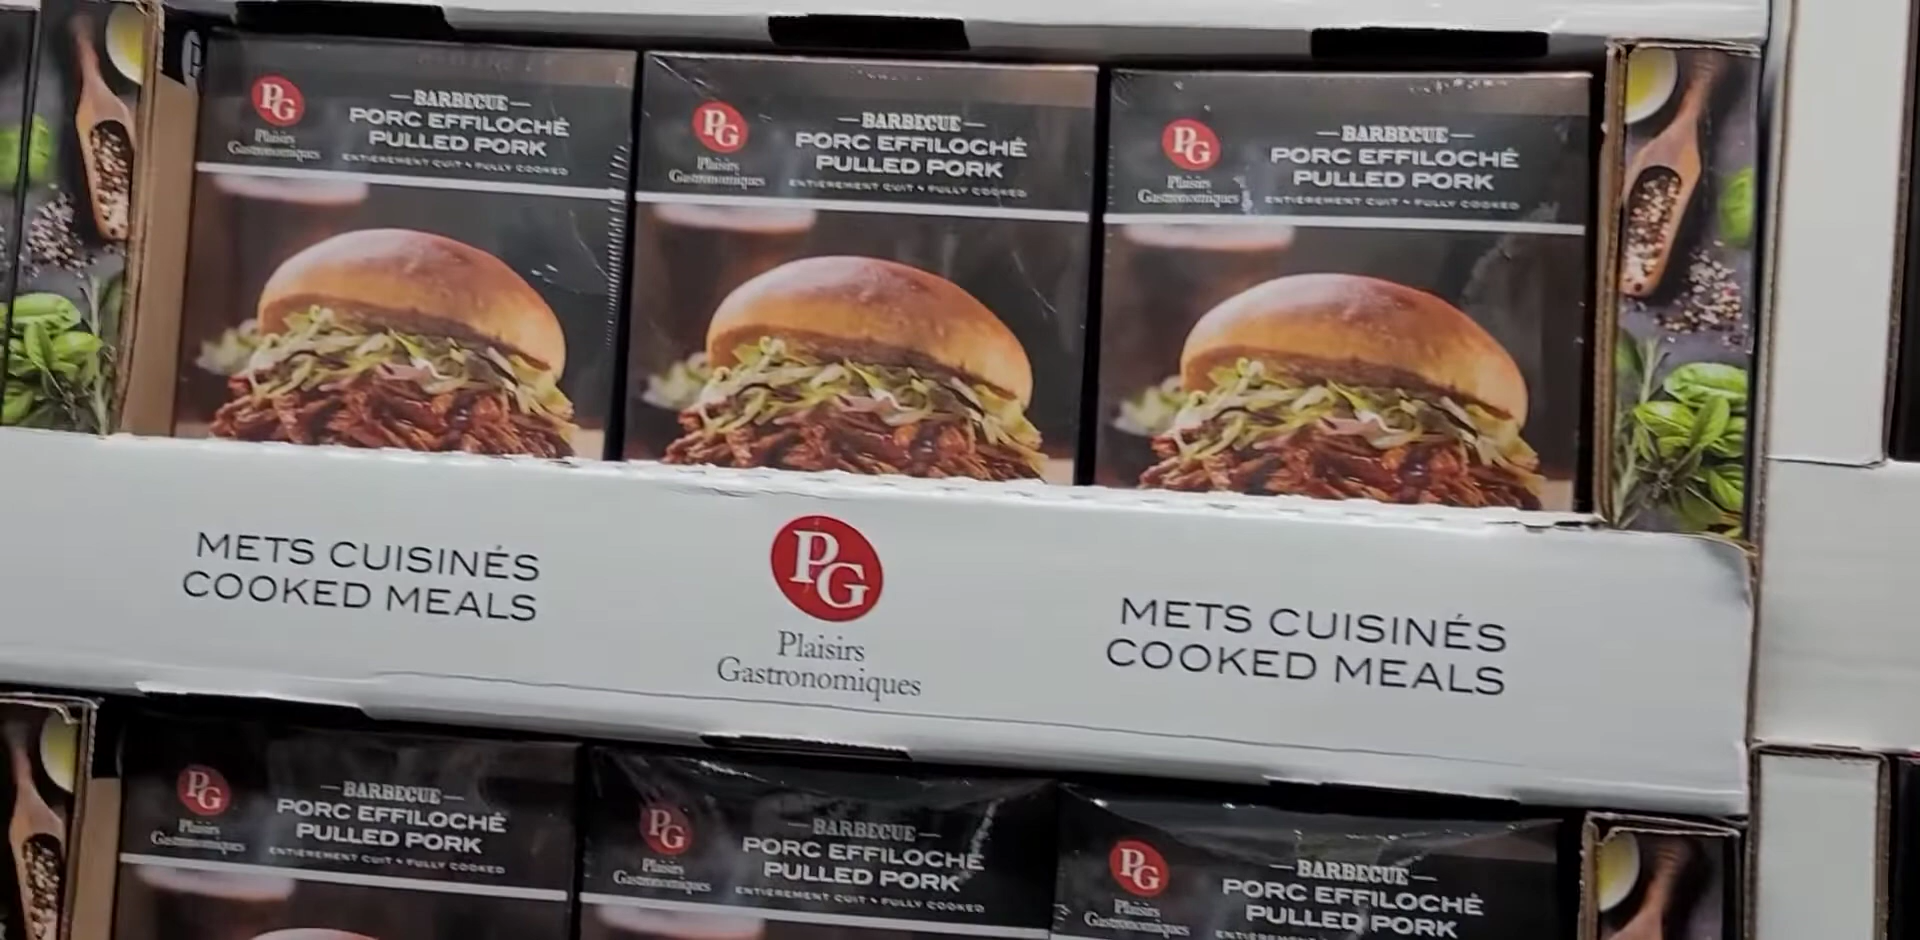 PG
Plaisirs
Gastronomiques
BARBECUE
PORC EFFILOCHÉ
PULLED PORK
ENTIÈREMENT CUIT • FULLY COOKED
PG
Plaisirs
Gastronomiques
BARBECUE
PORC EFFILOCHÉ
PULLED PORK
ENTIÈREMENT CUIT • FULLY COOKED
PG
Plaisirs
Gastronomiques
BARBECUE
PORC EFFILOCHÉ
PULLED PORK
ENTIÈREMENT CUIT • FULLY COOKED
METS CUISINÉS
COOKED MEALS
PG
Plaisirs
Gastronomiques
METS CUISINÉS
COOKED MEALS
PG
Plaisirs
Gastronomiques
BARBECUE
PORC EFFILOCHÉ
PULLED PORK
ENTIÈREMENT CUIT • FULLY COOKED
PG
Plaisirs
Gastronomiques
BARBECUE
PORC EFFILOCHÉ
PULLED PORK
ENTIÈREMENT CUIT • FULLY COOKED
PG
Plaisirs
Gastronomiques
BARBECUE
PORC EFFILOCHÉ
PULLED PORK